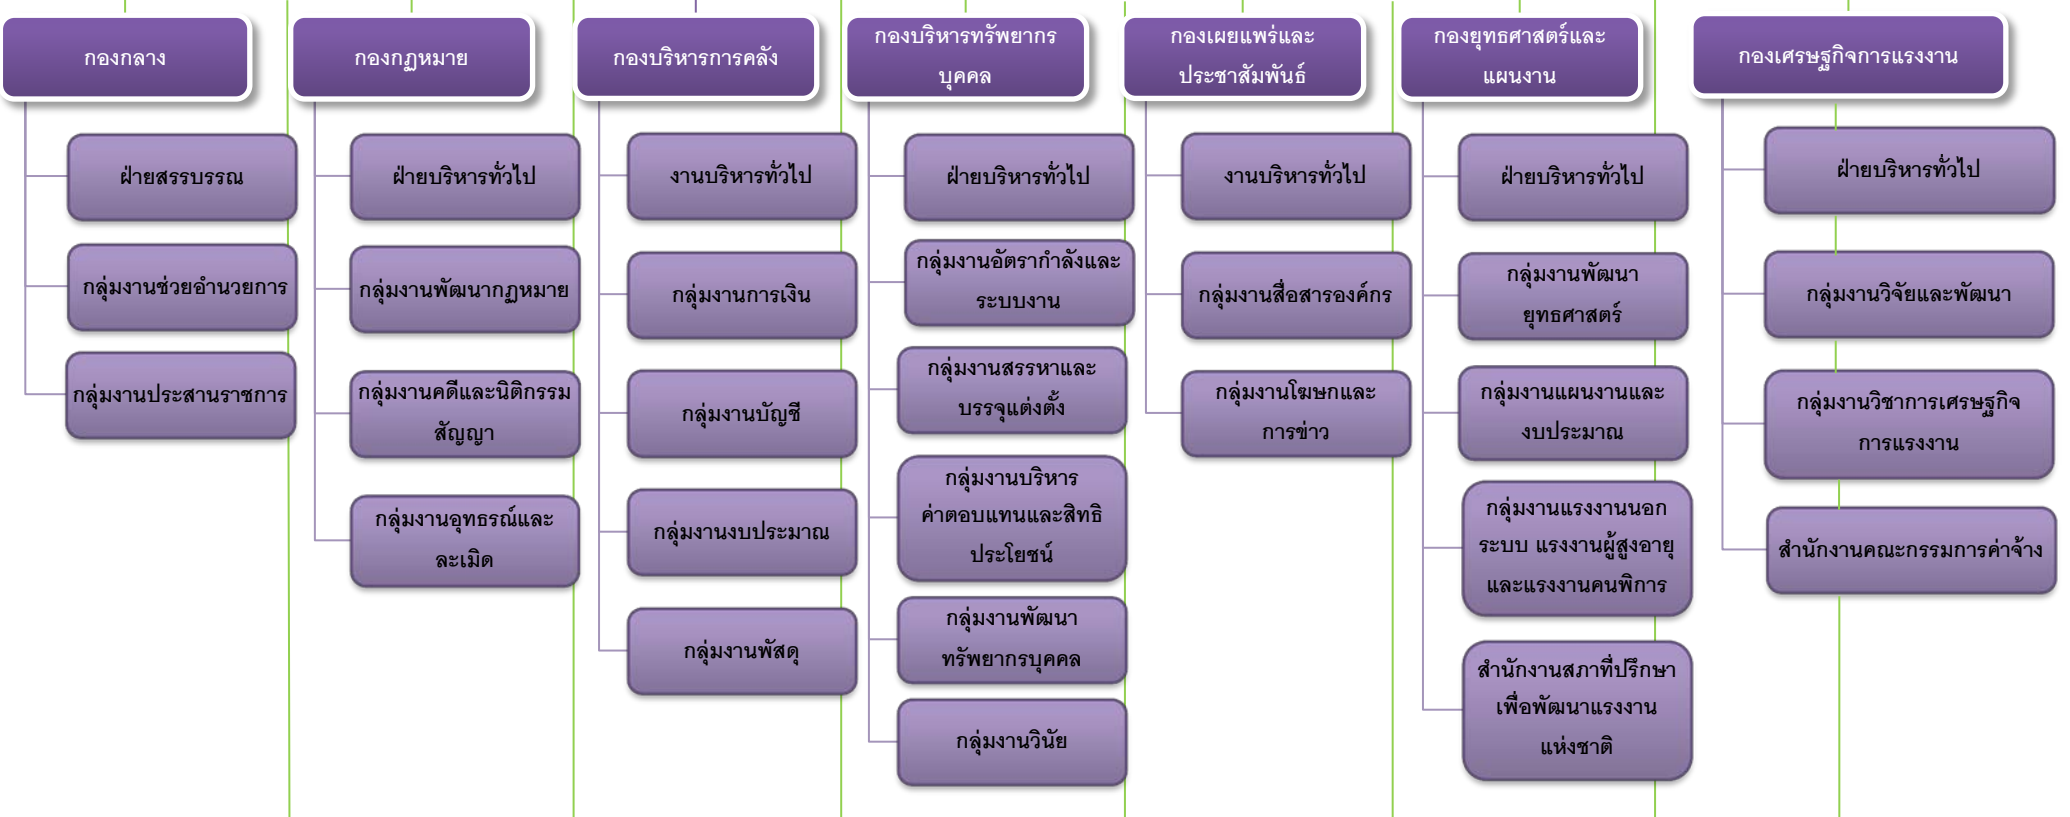 กองกลาง
ฝ่ายสารบรรณ
กลุ่มงานช่วยอำนวยการ
กลุ่มงานประสานราชการ
กองกฎหมาย
ฝ่ายบริหารทั่วไป
กลุ่มงานพัฒนากฎหมาย
กลุ่มงานคดีและนิติกรรม
สัญญา
กลุ่มงานอุทธรณ์และ
ละเมิด
กองบริหารการคลัง
งานบริหารทั่วไป
กลุ่มงานการเงิน
กลุ่มงานบัญชี
กลุ่มงานงบประมาณ
กลุ่มงานพัสดุ
กองบริหารทรัพยากร
บุคคล
ฝ่ายบริหารทั่วไป
กลุ่มงานอัตรากำลังและ
ระบบงาน
กลุ่มงานสรรหาและ
บรรจุแต่งตั้ง
กลุ่มงานบริหาร
ค่าตอบแทนและสิทธิ
ประโยชน์
กลุ่มงานพัฒนา
ทรัพยากรบุคคล
กลุ่มงานวินัย
กองเผยแพร่และ
ประชาสัมพันธ์
งานบริหารทั่วไป
กลุ่มงานสื่อสารองค์กร
กลุ่มงานโฆษกและ
การข่าว
กองยุทธศาสตร์และ
แผนงาน
ฝ่ายบริหารทั่วไป
กลุ่มงานพัฒนา
ยุทธศาสตร์
กลุ่มงานแผนงานและ
งบประมาณ
กลุ่มงานแรงงานนอก
ระบบ แรงงานผู้สูงอายุ
และแรงงานคนพิการ
สำนักงานสภาที่ปรึกษา
เพื่อพัฒนาแรงงาน
แห่งชาติ
กองเศรษฐกิจการแรงงาน
ฝ่ายบริหารทั่วไป
กลุ่มงานวิจัยและพัฒนา
กลุ่มงานวิชาการเศรษฐกิจ
การแรงงาน
สำนักงานคณะกรรมการค่าจ้าง